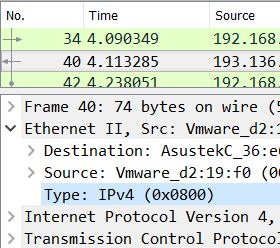 No. Time Source
34 4.090349 192.168.
40 4.113285 193.136.
42 4.238051 192.168.
Frame 40: 74 bytes on wire (5
Ethernet II, Src: Vmware_d2:1
Destination: AsustekC_36:e
Source: Vmware_d2:19:f0 (00
Type: IPv4 (0x0800)
Internet Protocol Version 4,
Transmission Control Protoc